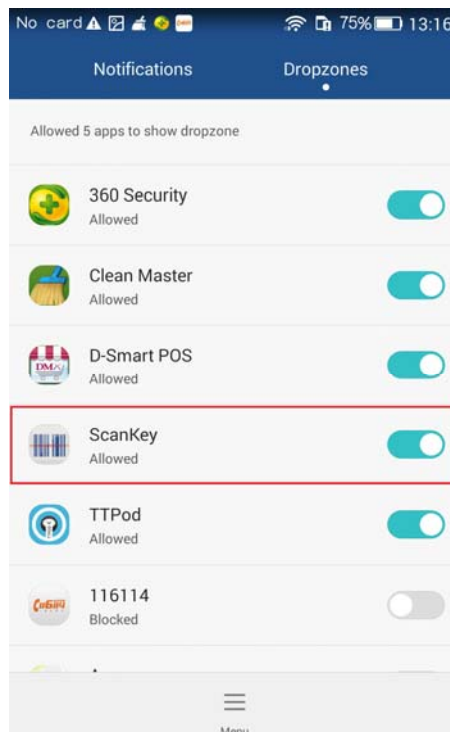 No card 75% 13:16
Notifications Dropzones
Allowed 5 apps to show dropzone
360 Security
Allowed
Clean Master
Allowed
D-Smart POS
Allowed
DMX
ScanKey
Allowed
TTPod
Allowed
116114
Blocked
Menu